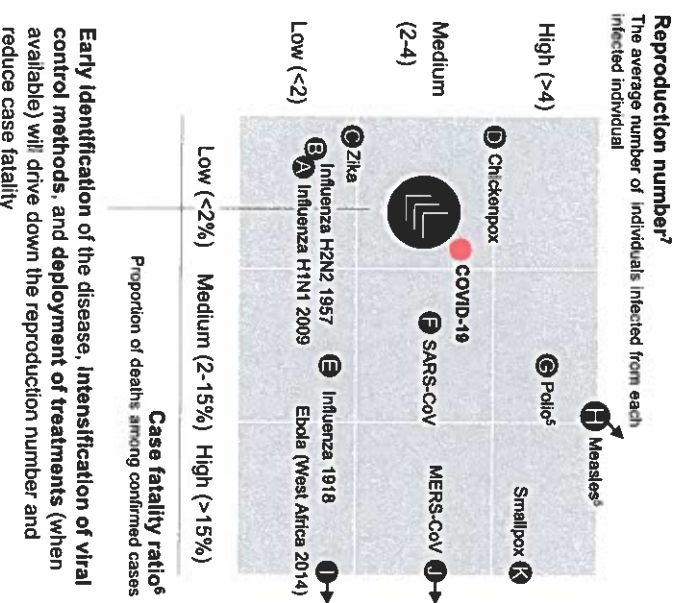 Reproduction number⁷
The average number of individuals infected from each
infected individual
High (>4)
Medium
(2-4)
Low (<2)
H Measles⁵
G Polio⁵
Smallpox K
D Chickenpox
COVID-19
F SARS-CoV
MERS-CoV J
C Zika
B Influenza H2N2 1957
A Influenza H1N1 2009
E Influenza 1918
Ebola (West Africa 2014) I
Low (<2%) Medium (2-15%) High (>15%)
Case fatality ratio⁶
Proportion of deaths among confirmed cases
Early identification of the disease, intensification of viral
control methods, and deployment of treatments (when
available) will drive down the reproduction number and
reduce case fatality